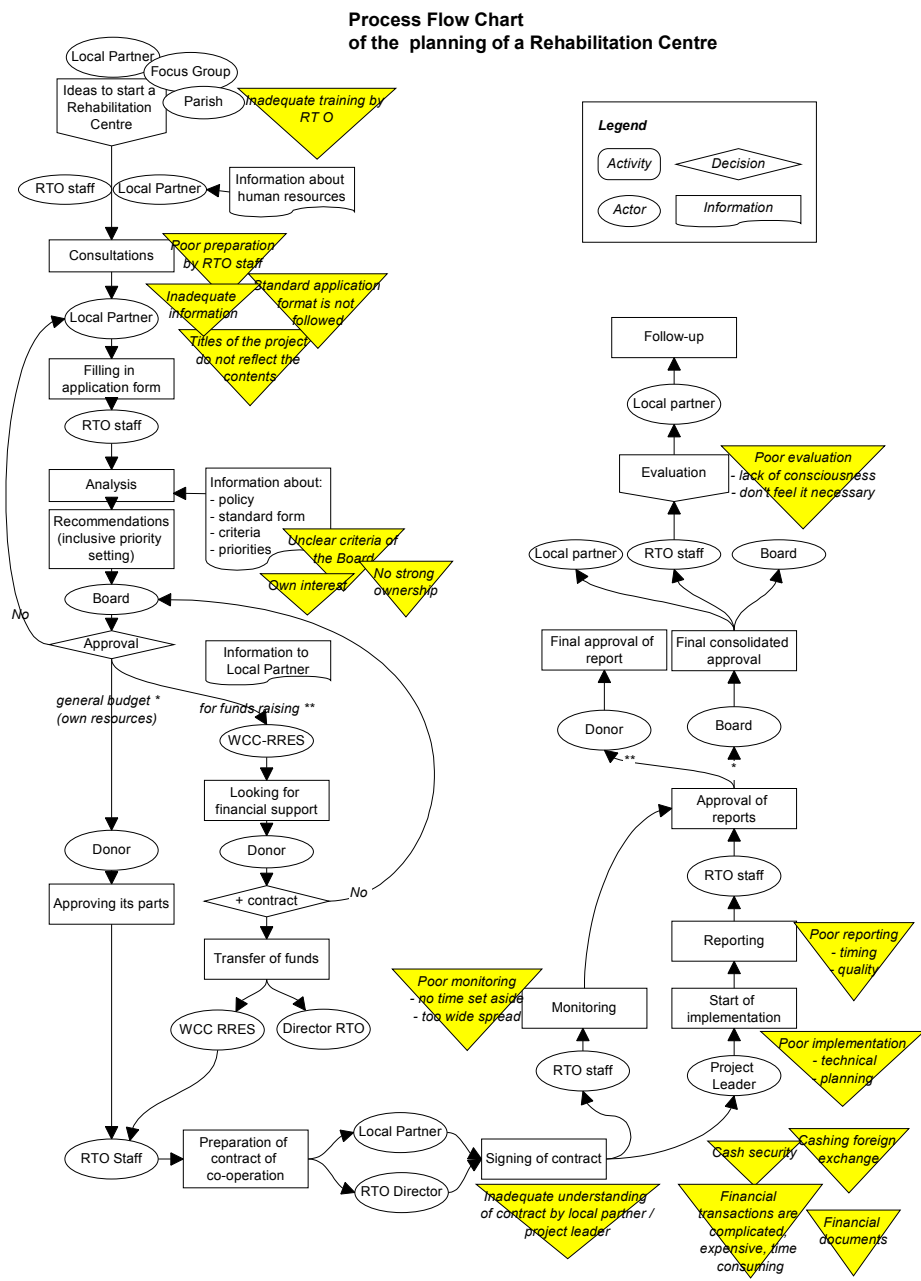 Process Flow Chart
of the planning of a Rehabilitation Centre
Local Partner
Focus Group
Parish
Ideas to start a
Rehabilitation
Centre
Inadequate training by
RT O
RTO staff
Local Partner
Information about
human resources
Consultations
Poor preparation
by RTO staff
Standard application
format is not
followed
Inadequate
information
Titles of the project
do not reflect the
contents
Local Partner
Filling in
application form
RTO staff
Analysis
Information about:
- policy
- standard form
- criteria
- priorities
Recommendations
(inclusive priority
setting)
Unclear criteria of
the Board
Own interest
No strong
ownership
Board
No
Approval
Information to
Local Partner
general budget *
(own resources)
for funds raising **
WCC-RRES
Looking for
financial support
Donor
Donor
Approving its parts
+ contract
No
Transfer of funds
WCC RRES
Director RTO
RTO Staff
Preparation of
contract of
co-operation
Local Partner
RTO Director
Signing of contract
Inadequate understanding
of contract by local partner /
project leader
Legend
Activity
Decision
Actor
Information
Follow-up
Local partner
Evaluation
Poor evaluation
- lack of consciousness
- don't feel it necessary
Local partner
RTO staff
Board
Final approval of
report
Final consolidated
approval
Donor
Board
**
*
Approval of
reports
RTO staff
Reporting
Poor reporting
- timing
- quality
Poor monitoring
- no time set aside
- too wide spread
Monitoring
Start of
implementation
Poor implementation
- technical
- planning
RTO staff
Project
Leader
Cash security
Cashing foreign
exchange
Financial
transactions are
complicated,
expensive, time
consuming
Financial
documents